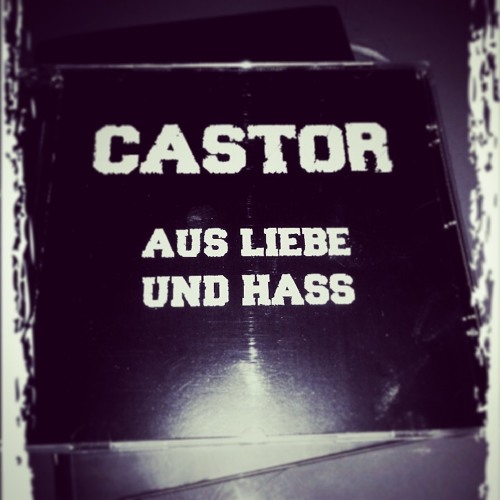 CASTOR
AUS LIEBE
UND HASS